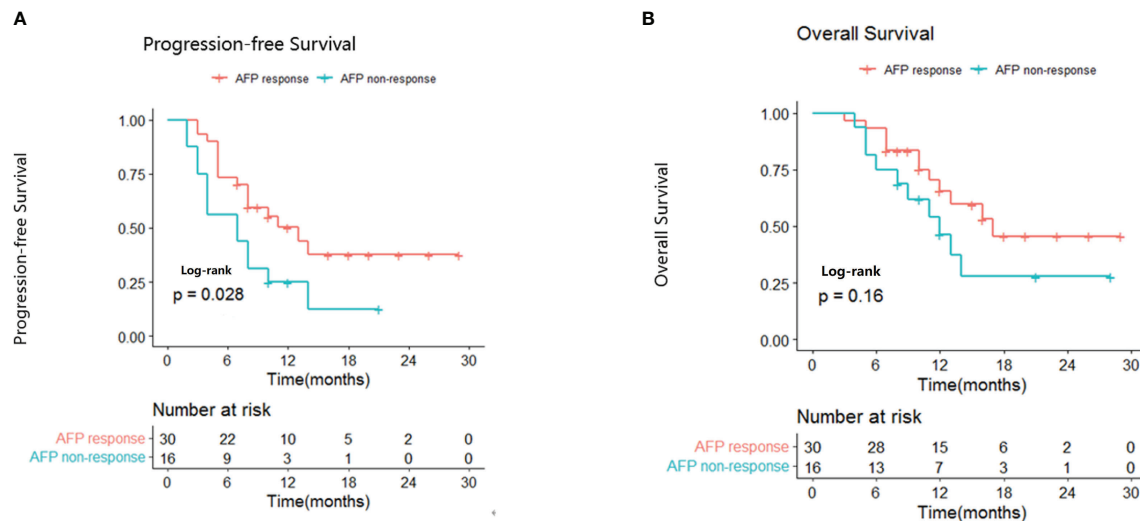 A
Progression-free Survival
AFP response AFP non-response
Progression-free Survival
1.00
0.75
0.50
0.25
0.00
Log-rank
p = 0.028
0 6 12 18 24 30
Time(months)
Number at risk
AFP response 30 22 10 5 2 0
AFP non-response 16 9 3 1 0 0
0 6 12 18 24 30
Time(months)
B
Overall Survival
AFP response AFP non-response
Overall Survival
1.00
0.75
0.50
0.25
0.00
Log-rank
p = 0.16
0 6 12 18 24 30
Time(months)
Number at risk
AFP response 30 28 15 6 2 0
AFP non-response 16 13 7 3 1 0
0 6 12 18 24 30
Time(months)